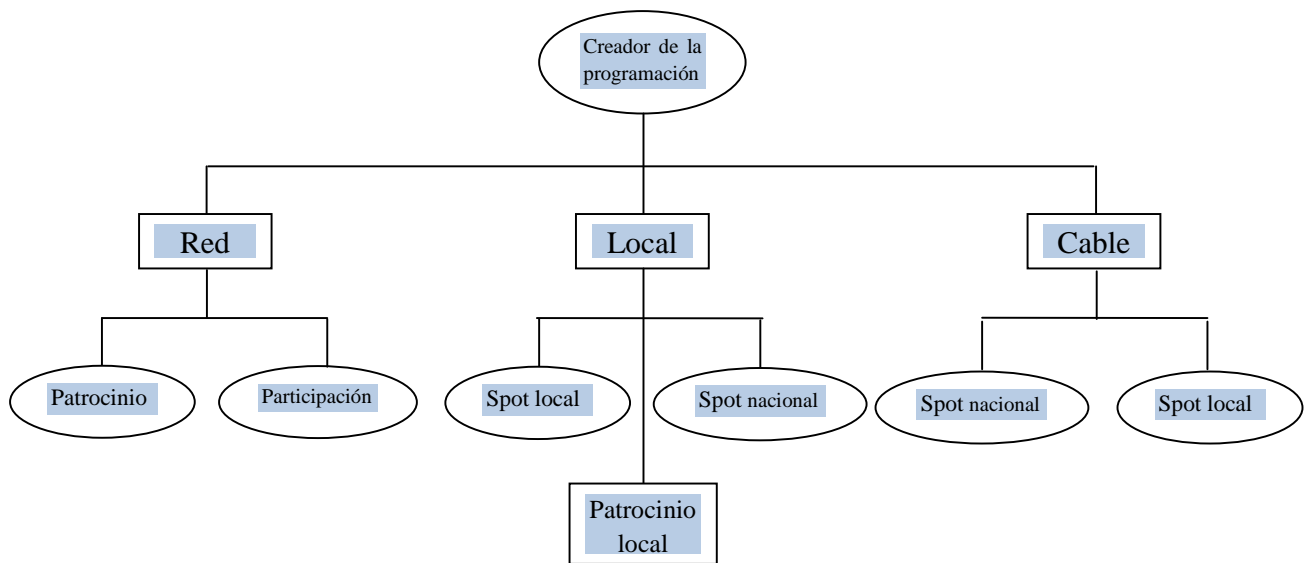 Creador de la
programación
Red
Local
Cable
Patrocinio
Participación
Spot local
Spot nacional
Spot nacional
Spot local
Patrocinio
local